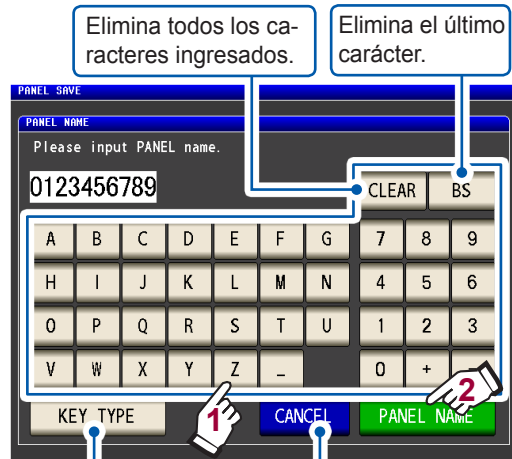 Elimina todos los ca-
racteres ingresados.
Elimina el último
carácter.
PANEL SAVE
PANEL NAME
Please input PANEL name.
0123456789
CLEAR BS
A B C D E F G 7 8 9
H I J K L M N 4 5 6
O P Q R S T U 1 2 3
V W X Y Z _ 0 +
2
1
KEY TYPE CANCEL PANEL NAME